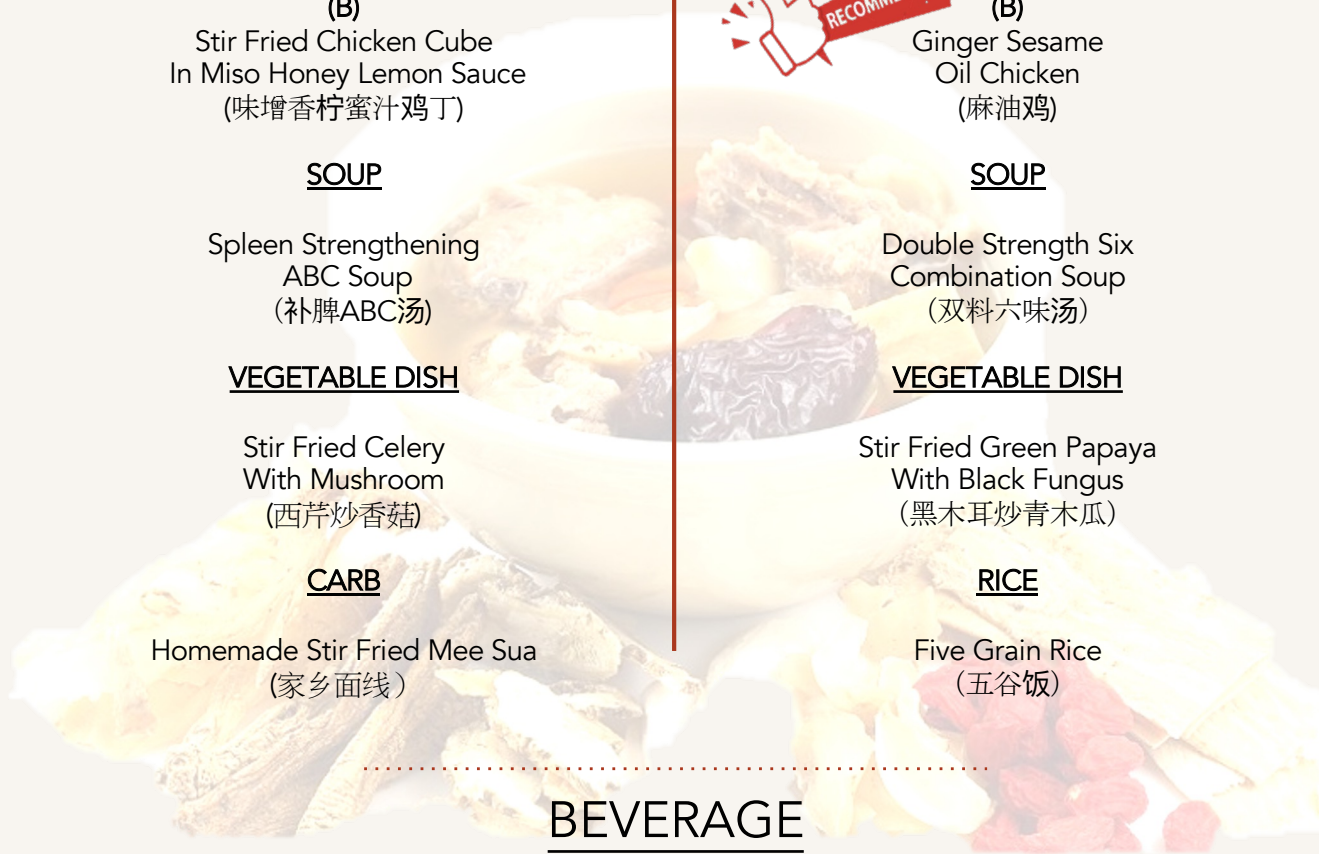 (B)
Stir Fried Chicken Cube
In Miso Honey Lemon Sauce
(味增香柠蜜汁鸡丁)
SOUP
Spleen Strengthening
ABC Soup
（补脾ABC汤)
VEGETABLE DISH
Stir Fried Celery
With Mushroom
(西芹炒香菇)
CARB
Homemade Stir Fried Mee Sua
(家乡面线）
(B)
Ginger Sesame
Oil Chicken
(麻油鸡)
SOUP
Double Strength Six
Combination Soup
（双料六味汤）
VEGETABLE DISH
Stir Fried Green Papaya
With Black Fungus
（黑木耳炒青木瓜）
RICE
Five Grain Rice
（五谷饭）
BEVERAGE